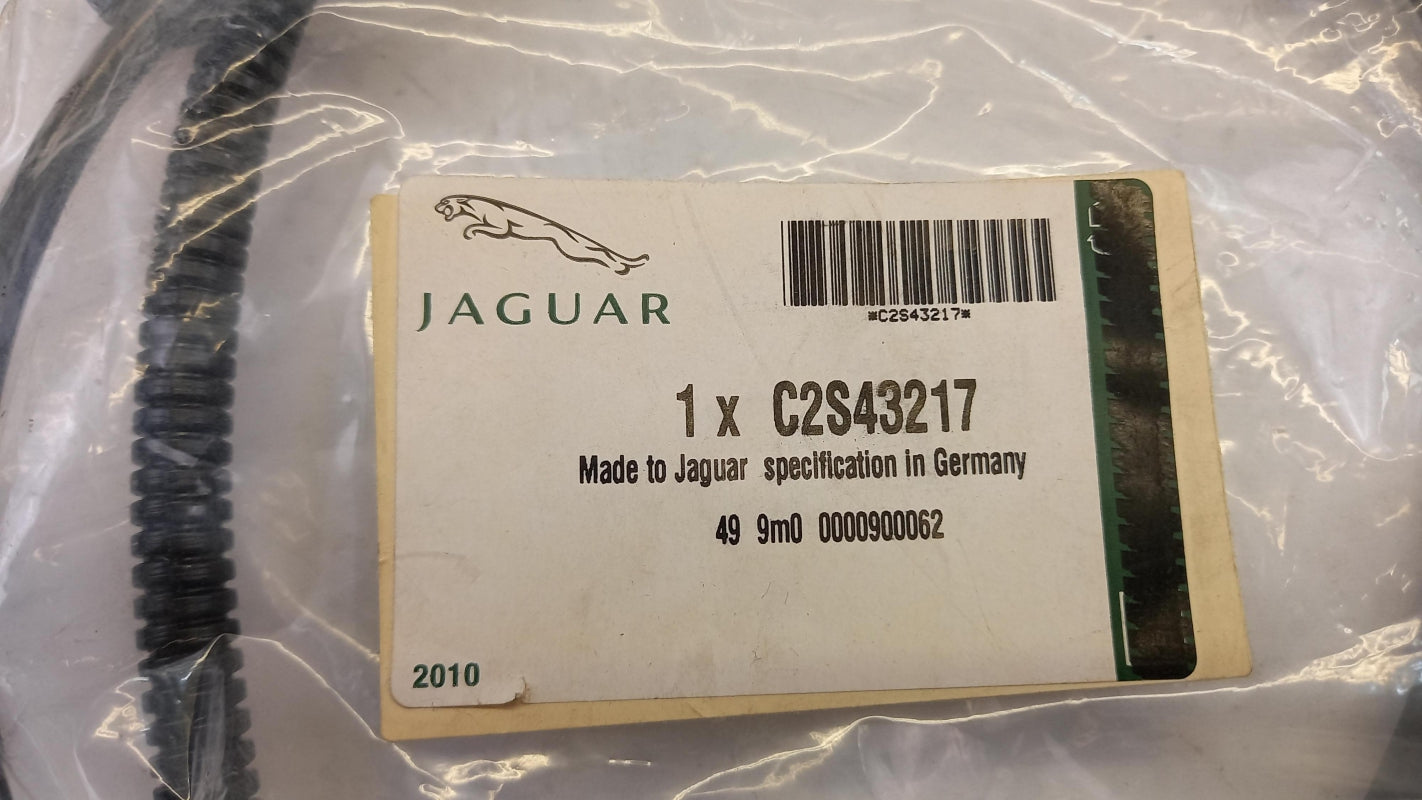 JAGUAR
*C2S43217*
1 x C2S43217
Made to Jaguar specification in Germany
49 9m0 0000900062
2010